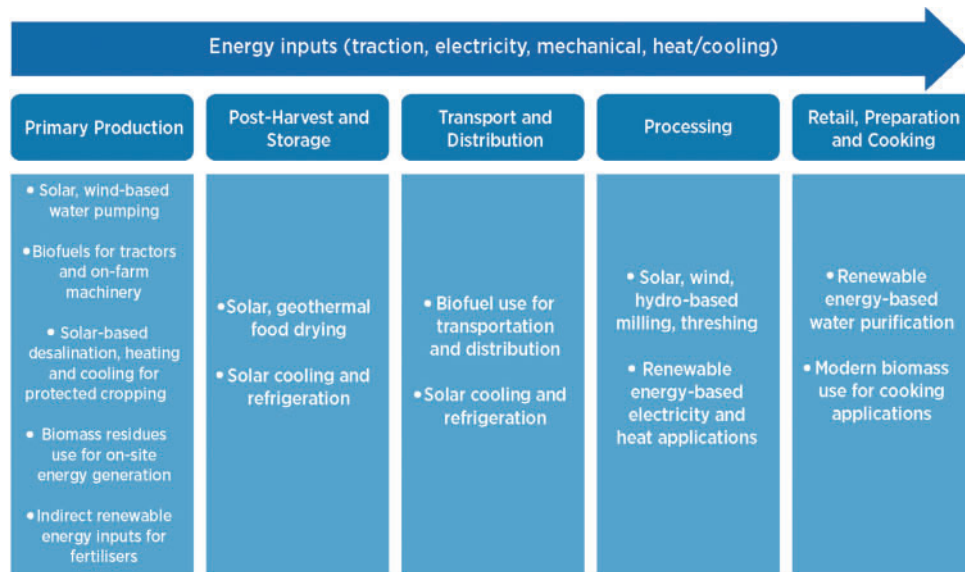 Energy inputs (traction, electricity, mechanical, heat/cooling)
Primary Production
• Solar, wind-based
water pumping
•Biofuels for tractors
and on-farm
machinery
• Solar-based
desalination, heating
and cooling for
protected cropping
• Biomass residues
use for on-site
energy generation
• Indirect renewable
energy inputs for
fertilisers
Post-Harvest and
Storage
•Solar, geothermal
food drying
• Solar cooling and
refrigeration
Transport and
Distribution
• Biofuel use for
transportation
and distribution
• Solar cooling and
refrigeration
Processing
• Solar, wind,
hydro-based
milling, threshing
• Renewable
energy-based
electricity and
heat applications
Retail, Preparation
and Cooking
• Renewable
energy-based
water purification
• Modern biomass
use for cooking
applications